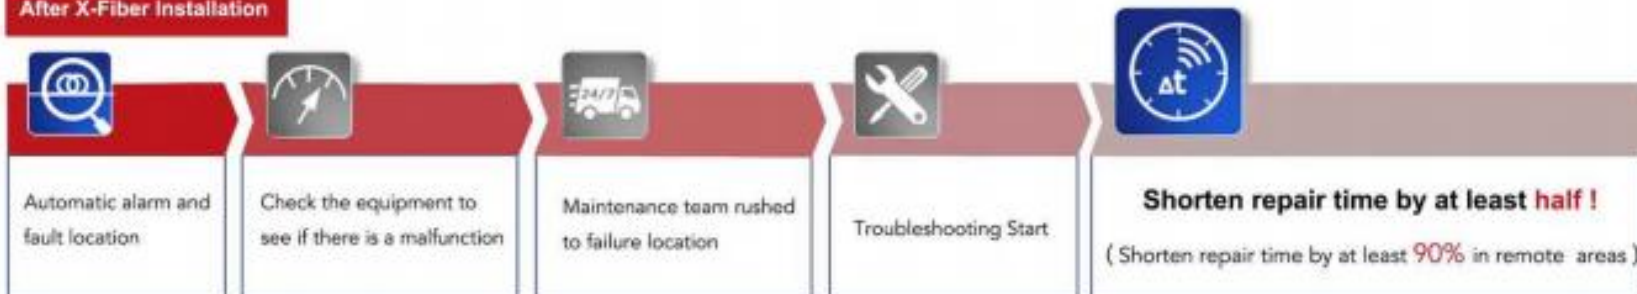 After X-Fiber Installation
24/7
Δt
Automatic alarm and
fault location
Check the equipment to
see if there is a malfunction
Maintenance team rushed
to failure location
Troubleshooting Start
Shorten repair time by at least half !
( Shorten repair time by at least 90% in remote areas )